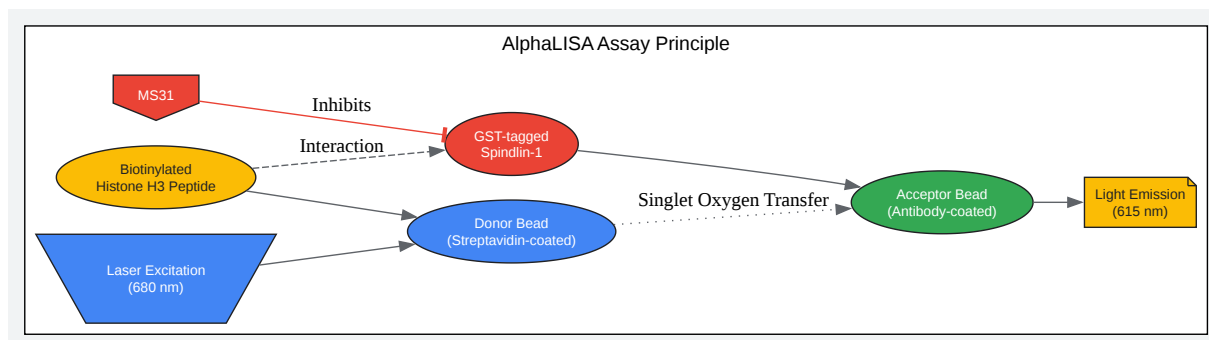 AlphaLISA Assay Principle
MS31
Inhibits
GST-tagged
Spindlin-1
Interaction
Biotinylated
Histone H3 Peptide
Singlet Oxygen Transfer
Acceptor Bead
(Antibody-coated)
Light Emission
(615 nm)
Donor Bead
(Streptavidin-coated)
Laser Excitation
(680 nm)